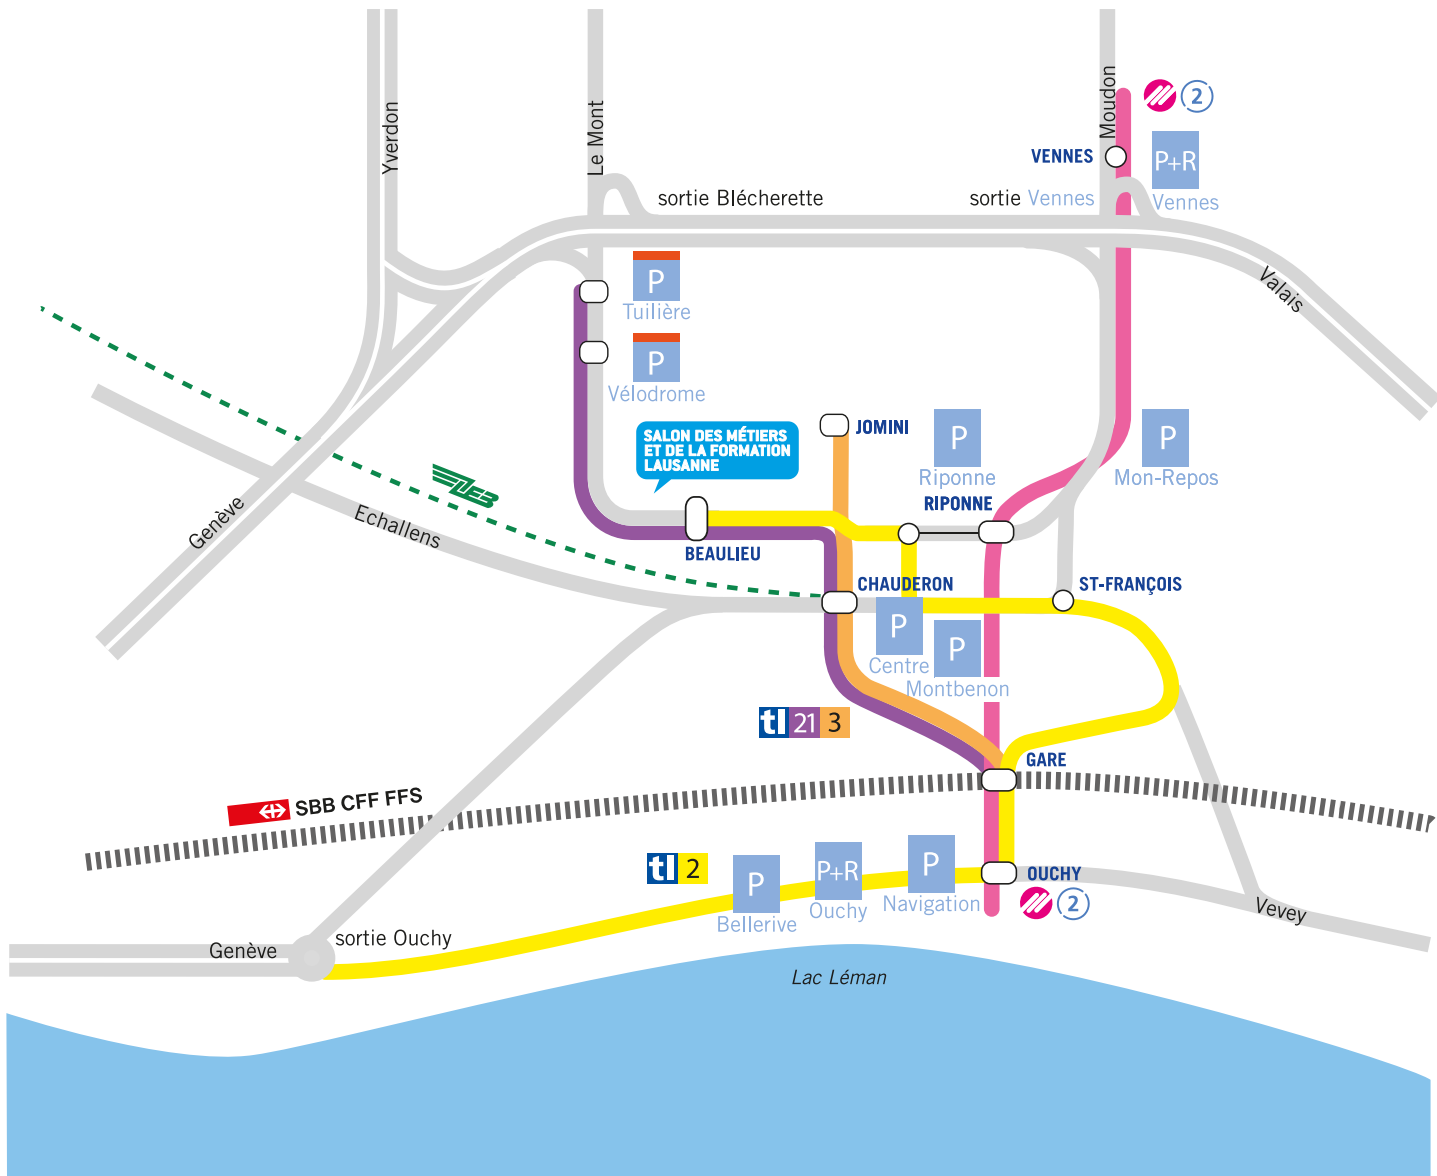 Yverdon
Le Mont
Moudon
2
VENNES
P+R
Vennes
sortie Blécherette
sortie Vennes
Valais
P
Tuilière
P
Vélodrome
SALON DES MÉTIERS
ET DE LA FORMATION
LAUSANNE
JOMINI
P
Riponne
RIPONNE
P
Mon-Repos
LEB
Genève
Echallens
BEAULIEU
CHAUDERON
ST-FRANÇOIS
P
Centre
P
Montbenon
tl 21 3
GARE
SBB CFF FFS
tl 2
P
Bellerive
P+R
Ouchy
P
Navigation
OUCHY
2
Vevey
Genève
sortie Ouchy
Lac Léman